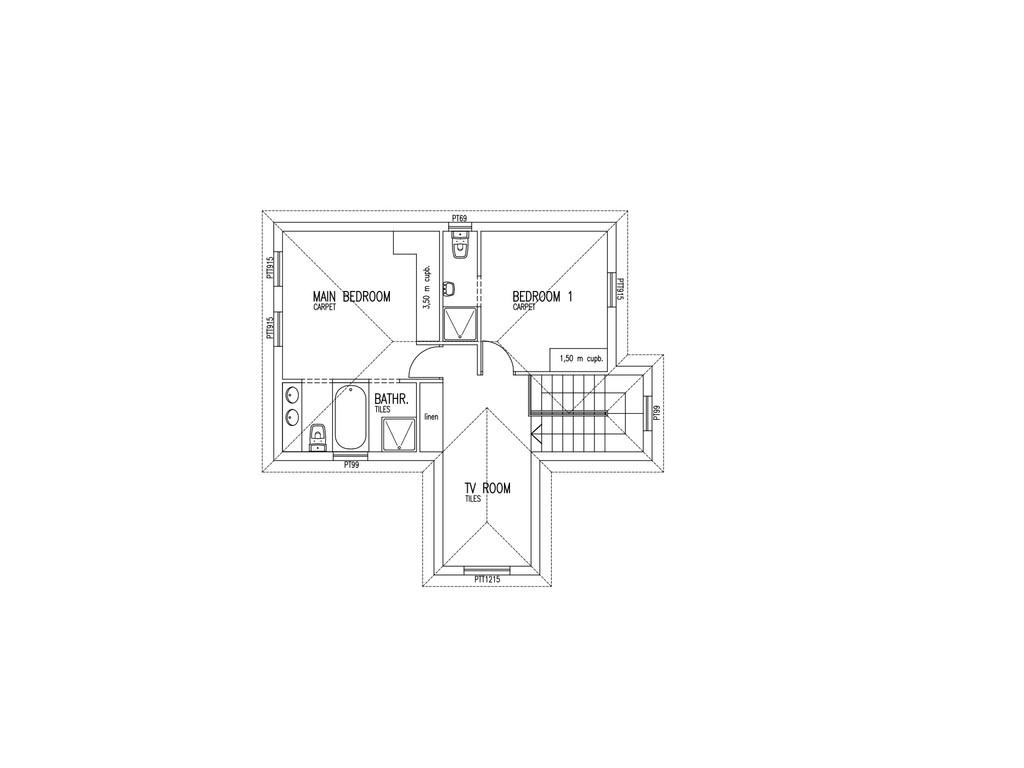 PT69
PTT915
MAIN BEDROOM
CARPET
3,50 m cupb.
BEDROOM 1
CARPET
PTT915
PTT915
1,50 m cupb.
BATHR.
TILES
linen
PT99
PT99
TV ROOM
TILES
PTT1215